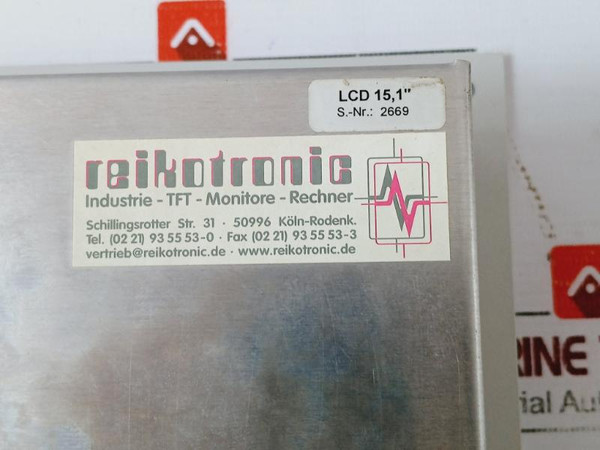 LCD 15,1"
S.-Nr.: 2669
reikotronic
Industrie - TFT - Monitore - Rechner
Schillingsrotter Str. 31 · 50996 Köln-Rodenk.
Tel. (02 21) 93 55 53-0 · Fax (02 21) 93 55 53-3
vertrieb@reikotronic.de · www.reikotronic.de